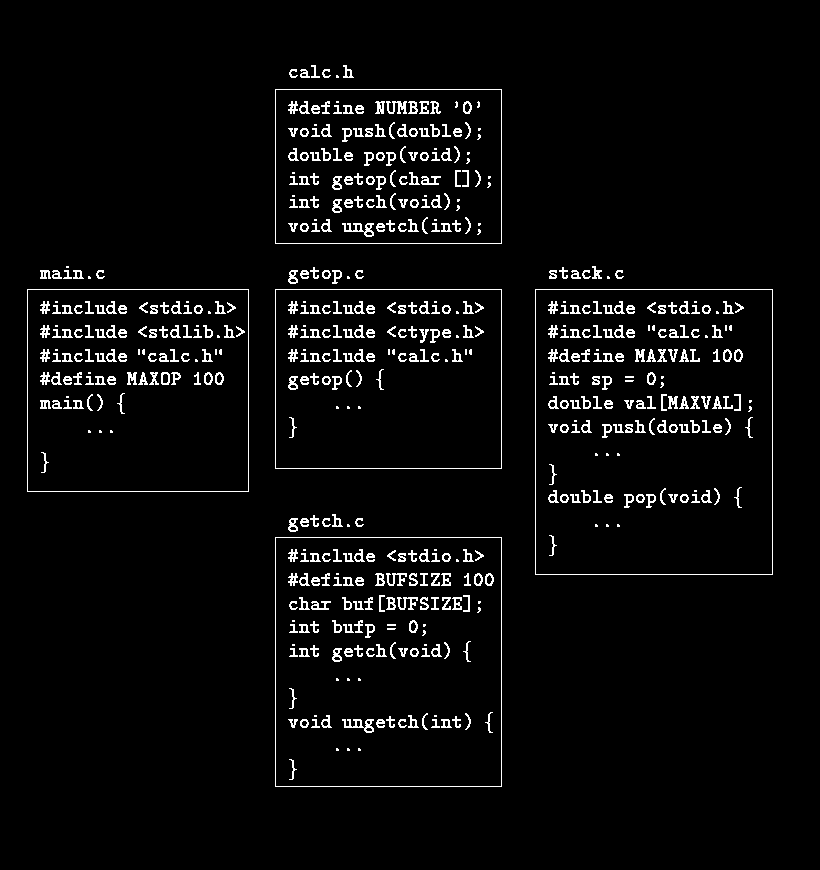 calc.h
#define NUMBER '0'
void push(double);
double pop(void);
int getop(char []);
int getch(void);
void ungetch(int);
main.c
#include <stdio.h>
#include <stdlib.h>
#include "calc.h"
#define MAXOP 100
main() {
...
}
getop.c
#include <stdio.h>
#include <ctype.h>
#include "calc.h"
getop() {
...
}
getch.c
#include <stdio.h>
#define BUFSIZE 100
char buf[BUFSIZE];
int bufp = 0;
int getch(void) {
...
}
void ungetch(int) {
...
}
stack.c
#include <stdio.h>
#include "calc.h"
#define MAXVAL 100
int sp = 0;
double val[MAXVAL];
void push(double) {
...
}
double pop(void) {
...
}